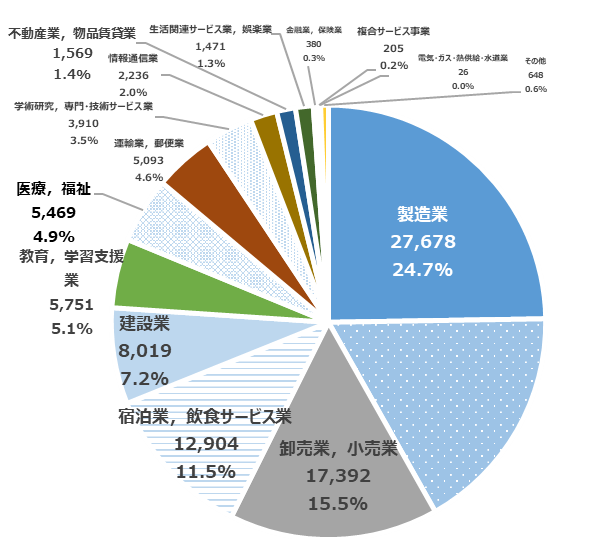 不動産業，物品賃貸業
1,569
1.4%
生活関連サービス業，娯楽業
1,471
1.3%
金融業，保険業
380
0.3%
複合サービス事業
205
0.2%
電気･ガス･熱供給･水道業
26
0.0%
その他
648
0.6%
情報通信業
2,236
2.0%
学術研究，専門･技術サービス業
3,910
3.5%
運輸業，郵便業
5,093
4.6%
医療，福祉
5,469
4.9%
教育，学習支援
業
5,751
5.1%
建設業
8,019
7.2%
宿泊業，飲食サービス業
12,904
11.5%
卸売業，小売業
17,392
15.5%
製造業
27,678
24.7%